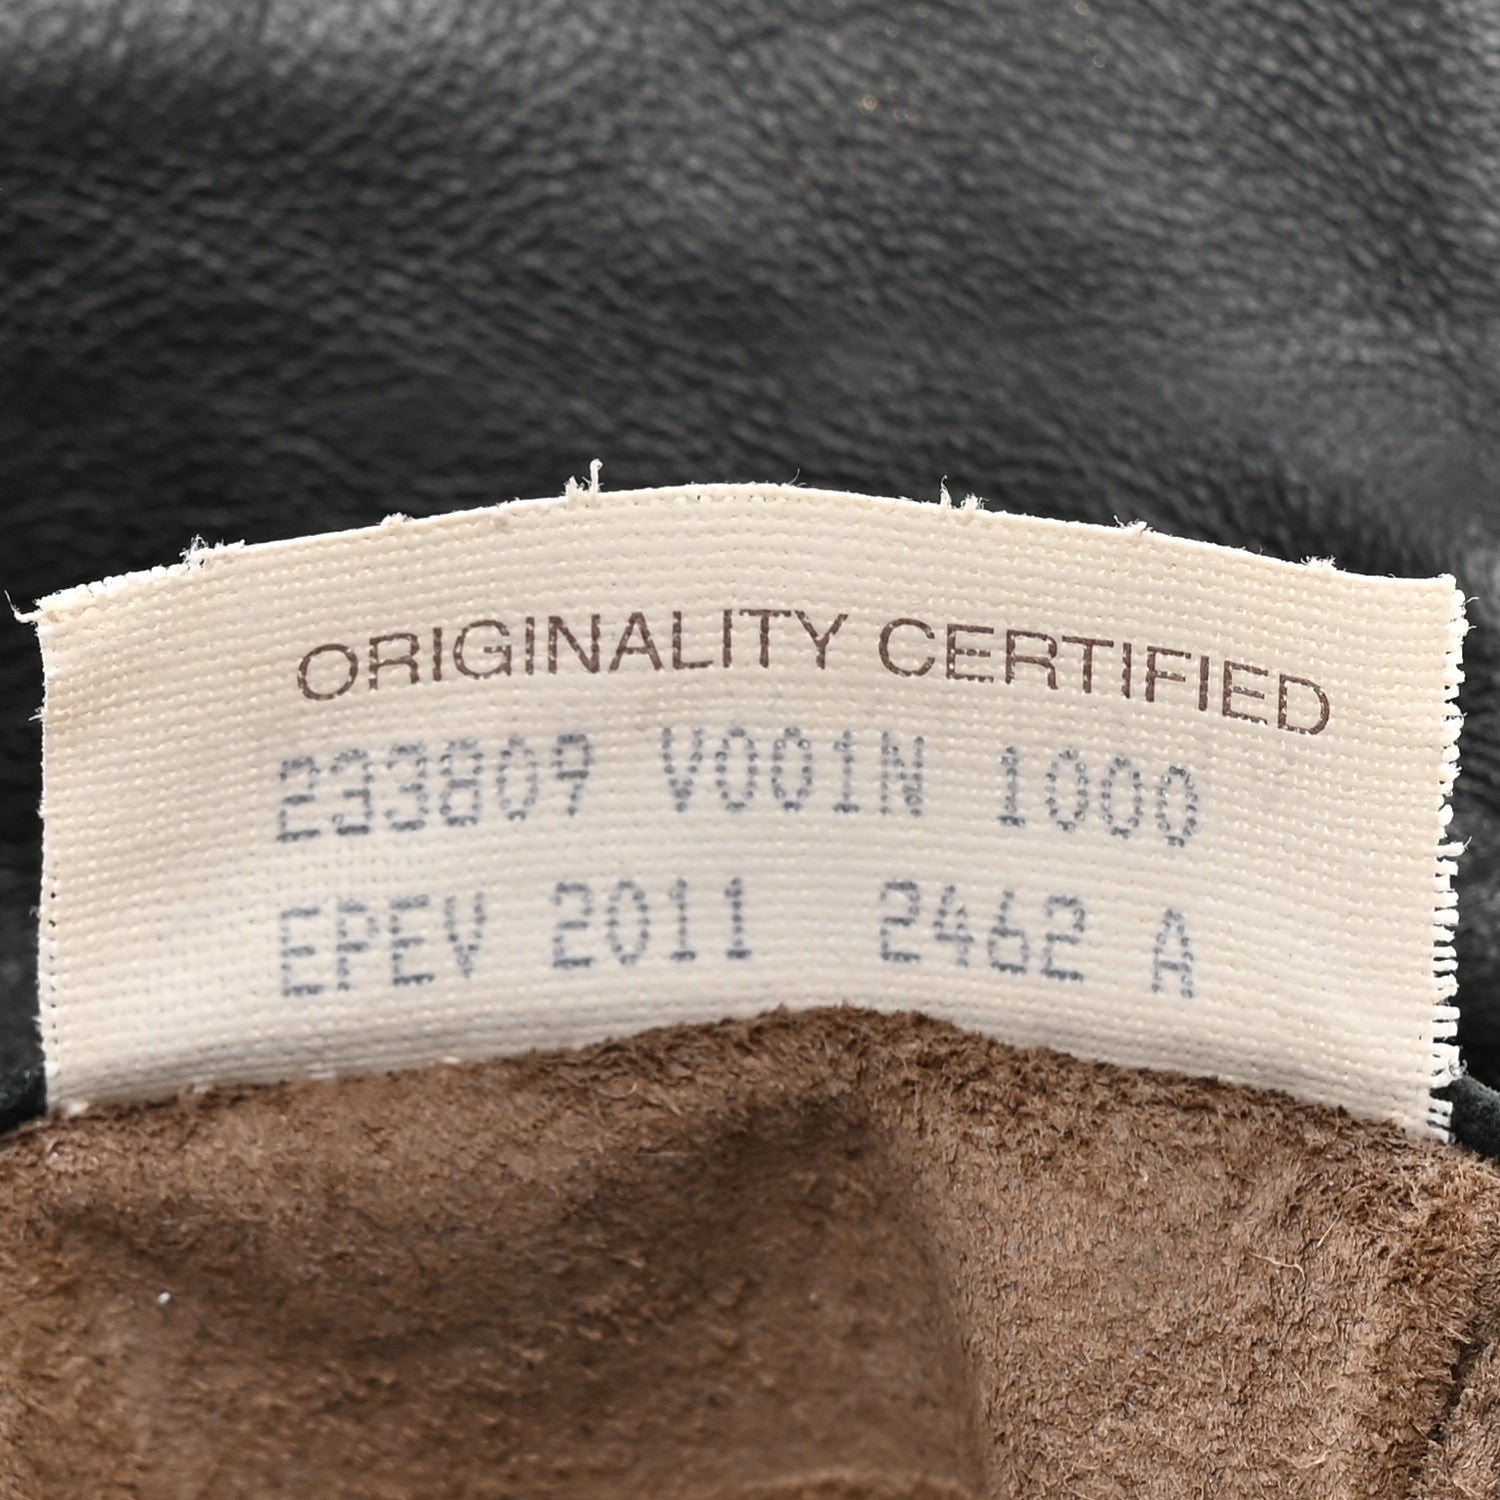 ORIGINALITY CERTIFIED
233809 V001N 1000
EPEV 2011 2462 A